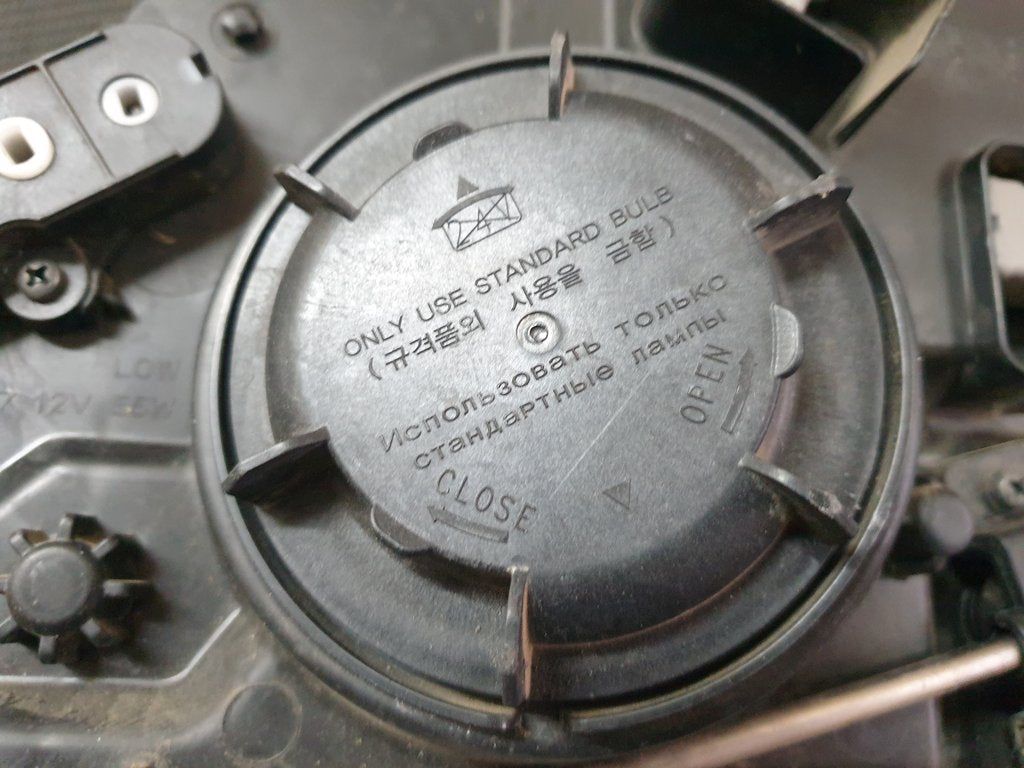 24
ONLY USE STANDARD BULB
(규격품외 사용을 금함)
Использовать только
стандартные лампы
OPEN
CLOSE
LOW
12V 55W